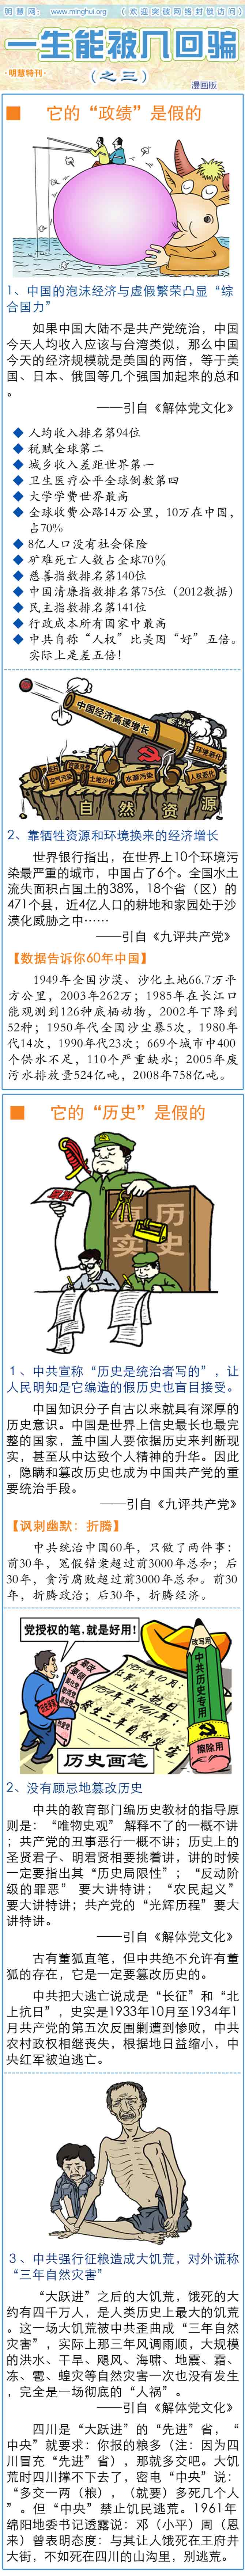 明慧网: www.minghui.org (欢迎突破网络封锁访问)
一生能被几回骗
·明慧特刊·
(之三)
漫画版
它的“政绩”是假的
1、中国的泡沫经济与虚假繁荣凸显“综
合国力”
如果中国大陆不是共产党统治，中国
今天人均收入应该与台湾类似，那么中国
今天的经济规模就是美国的两倍，等于美
国、日本、俄国等几个强国加起来的总和
。
——引自《解体党文化》
◆ 人均收入排名第94位
◆ 税赋全球第二
◆ 城乡收入差距世界第一
◆ 卫生医疗公平全球倒数第四
◆ 大学学费世界最高
◆ 全球收费公路14万公里，10万在中国，
占70%
◆ 8亿人口没有社会保险
◆ 矿难死亡人数占全球70%
◆ 慈善指数排名第140位
◆ 中国清廉指数排名第75位（2012数据）
◆ 民主指数排名第141位
◆ 行政成本所有国家中最高
◆ 中共自称“人权”比美国“好”五倍。
实际上是差五倍！
中国经济高速增长
环境恶化
人权恶化
空气污染
土地沙化
水源污染
自然资源
2、靠牺牲资源和环境换来的经济增长
世界银行指出，在世界上10个环境污
染最严重的城市，中国占了6个。全国水土
流失面积占国土的38%，18个省（区）的
471个县，近4亿人口的耕地和家园处于沙
漠化威胁之中……
——引自《九评共产党》
【数据告诉你60年中国】
1949年全国沙漠、沙化土地66.7万平
方公里，2003年262万；1985年在长江口
能观测到126种底栖动物，2002年下降到
52种；1950年代全国沙尘暴5次，1980年
代14次，1990年代23次；669个城市中400
个供水不足，110个严重缺水；2005年废
污水排放量524亿吨，2008年758亿吨。
它的“历史”是假的
历史
真实
1、中共宣称“历史是统治者写的”，让
人民明知是它编造的假历史也盲目接受。
中国知识分子自古以来就具有深厚的
历史意识。中国是世界上信史最长也最完
整的国家，盖中国人要依据历史来判断现
实，甚至从中达致个人精神的升华。因此
，隐瞒和篡改历史也成为中国共产党的重
要统治手段。
——引自《九评共产党》
【讽刺幽默：折腾】
中共统治中国60年，只做了两件事：
前30年，冤假错案超过前3000年总和；后
30年，贪污腐败超过前3000年总和。前30
年，折腾政治；后30年，折腾经济。
党授权的笔，就是好用！
改写用
中共历史专用
擦除用
历史画笔
2、没有顾忌地篡改历史
中共的教育部门编历史教材的指导原
则是：“唯物史观” 解释不了的一概不讲
；共产党的丑事恶行一概不讲；历史上的
圣贤君子、明君贤相要挑着讲，讲的时候
一定要指出其“历史局限性”；“反动阶
级的罪恶” 要大讲特讲；“农民起义”
要大讲特讲；共产党的“光辉历程”要大
讲特讲。
——引自《解体党文化》
古有董狐直笔，但中共绝不允许有董
狐的存在，它是一定要篡改历史的。
中共把大逃亡说成是“长征”和“北
上抗日”，史实是1933年10月至1934年1
月共产党的第五次反围剿遭到惨败，中共
农村政权相继丧失，根据地日益缩小，中
央红军被迫逃亡。
3、中共强行征粮造成大饥荒，对外谎称
“三年自然灾害”
“大跃进”之后的大饥荒，饿死的大
约有四千万人，是人类历史上最大的饥荒
。这一场大饥荒被中共歪曲成“三年自然
灾害”，实际上那三年风调雨顺，大规模
的洪水、干旱、飓风、海啸、地震、霜、
冻、雹、蝗灾等自然灾害一次也没有发生
，完全是一场彻底的“人祸”。
——引自《解体党文化》
四川是“大跃进”的“先进”省，“
中央”就要求：你报的粮多（注：因为四
川冒充“先进”省），那就多交吧。大饥
荒时四川撑不下去了，密电“中央”说：
“多交一两（粮），（就要）多死几个人
”。但“中央”禁止饥民逃荒。1961年
绵阳地委书记透露说：邓（小平）周（恩
来）曾表明态度：与其让人饿死在王府井
大街，不如死在四川的山沟里，别逃荒。